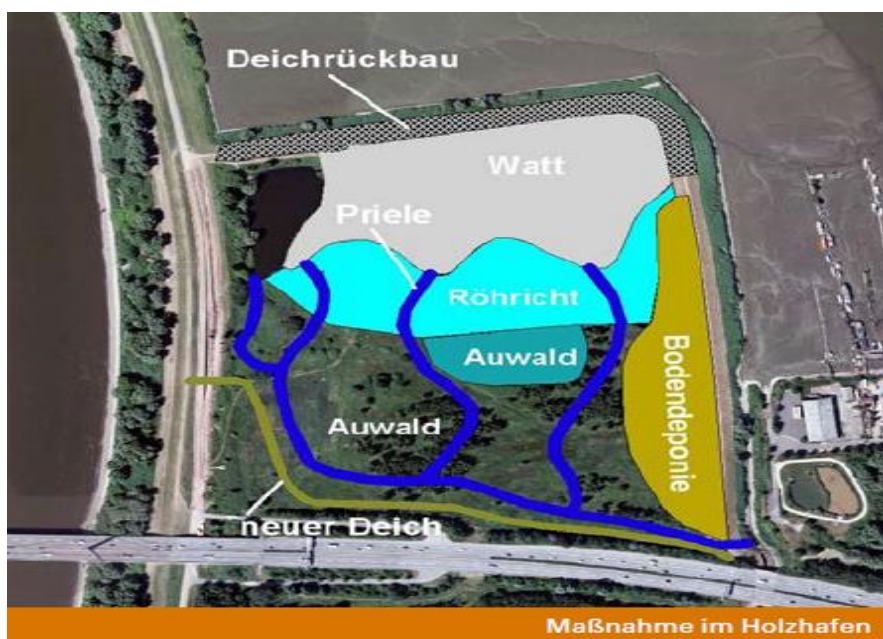 Deichrückbau
Watt
Priele
Röhricht
Auwald
Bodendeponie
Auwald
neuer Deich
Maßnahme im Holzhafen